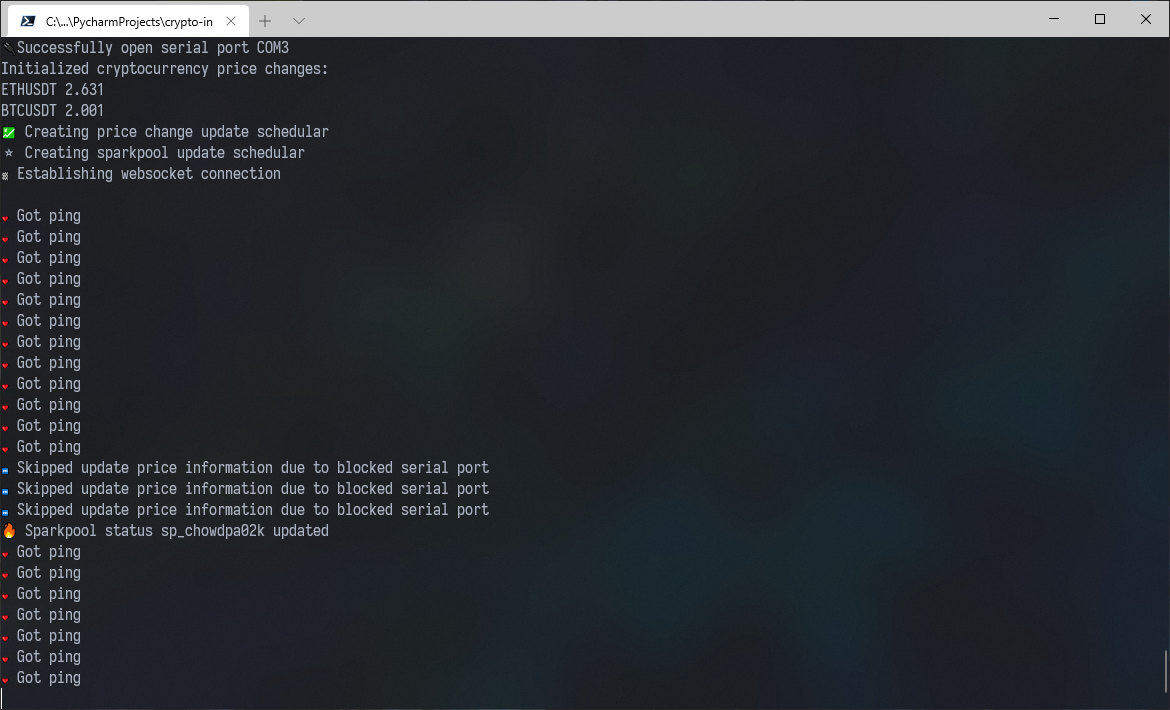 C:\...\PycharmProjects\crypto-in
Successfully open serial port COM3
Initialized cryptocurrency price changes:
ETHUSDT 2.631
BTCUSDT 2.001
Creating price change update schedular
Creating sparkpool update schedular
Establishing websocket connection
Got ping
Got ping
Got ping
Got ping
Got ping
Got ping
Got ping
Got ping
Got ping
Got ping
Got ping
Got ping
Skipped update price information due to blocked serial port
Skipped update price information due to blocked serial port
Skipped update price information due to blocked serial port
Sparkpool status sp_chowdpa02k updated
Got ping
Got ping
Got ping
Got ping
Got ping
Got ping
Got ping